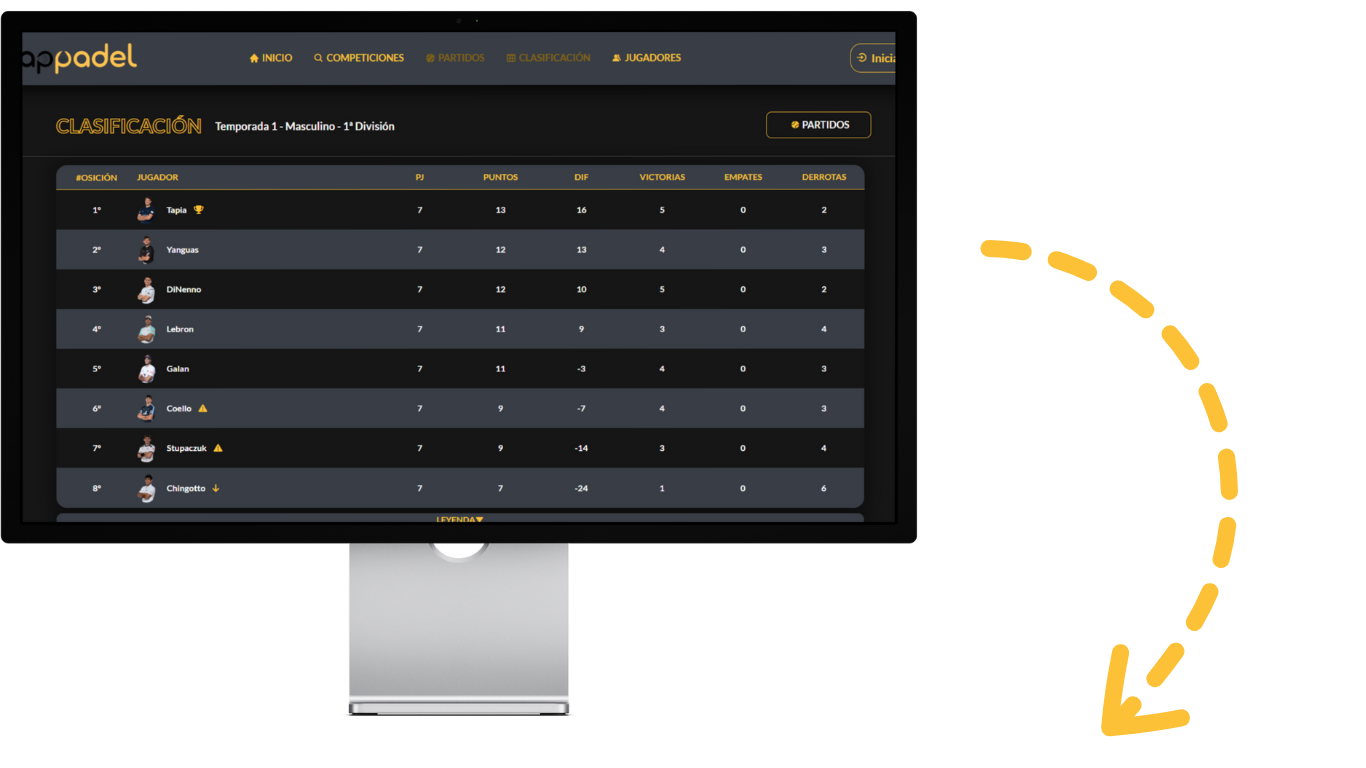 appadel
INICIO COMPETICIONES PARTIDOS CLASIFICACIÓN JUGADORES Inicia
CLASIFICACIÓN Temporada 1 - Masculino - 1ª División PARTIDOS
#OSICIÓN JUGADOR PJ PUNTOS DIF VICTORIAS EMPATES DERROTAS
1º Tapia 7 13 16 5 0 2
2º Yanguas 7 12 13 4 0 3
3º DiNenno 7 12 10 5 0 2
4º Lebron 7 11 9 3 0 4
5º Galan 7 11 -3 4 0 3
6º Coello 7 9 -7 4 0 3
7º Stupaczuk 7 9 -14 3 0 4
8º Chingotto 7 7 -24 1 0 6
LEYENDA